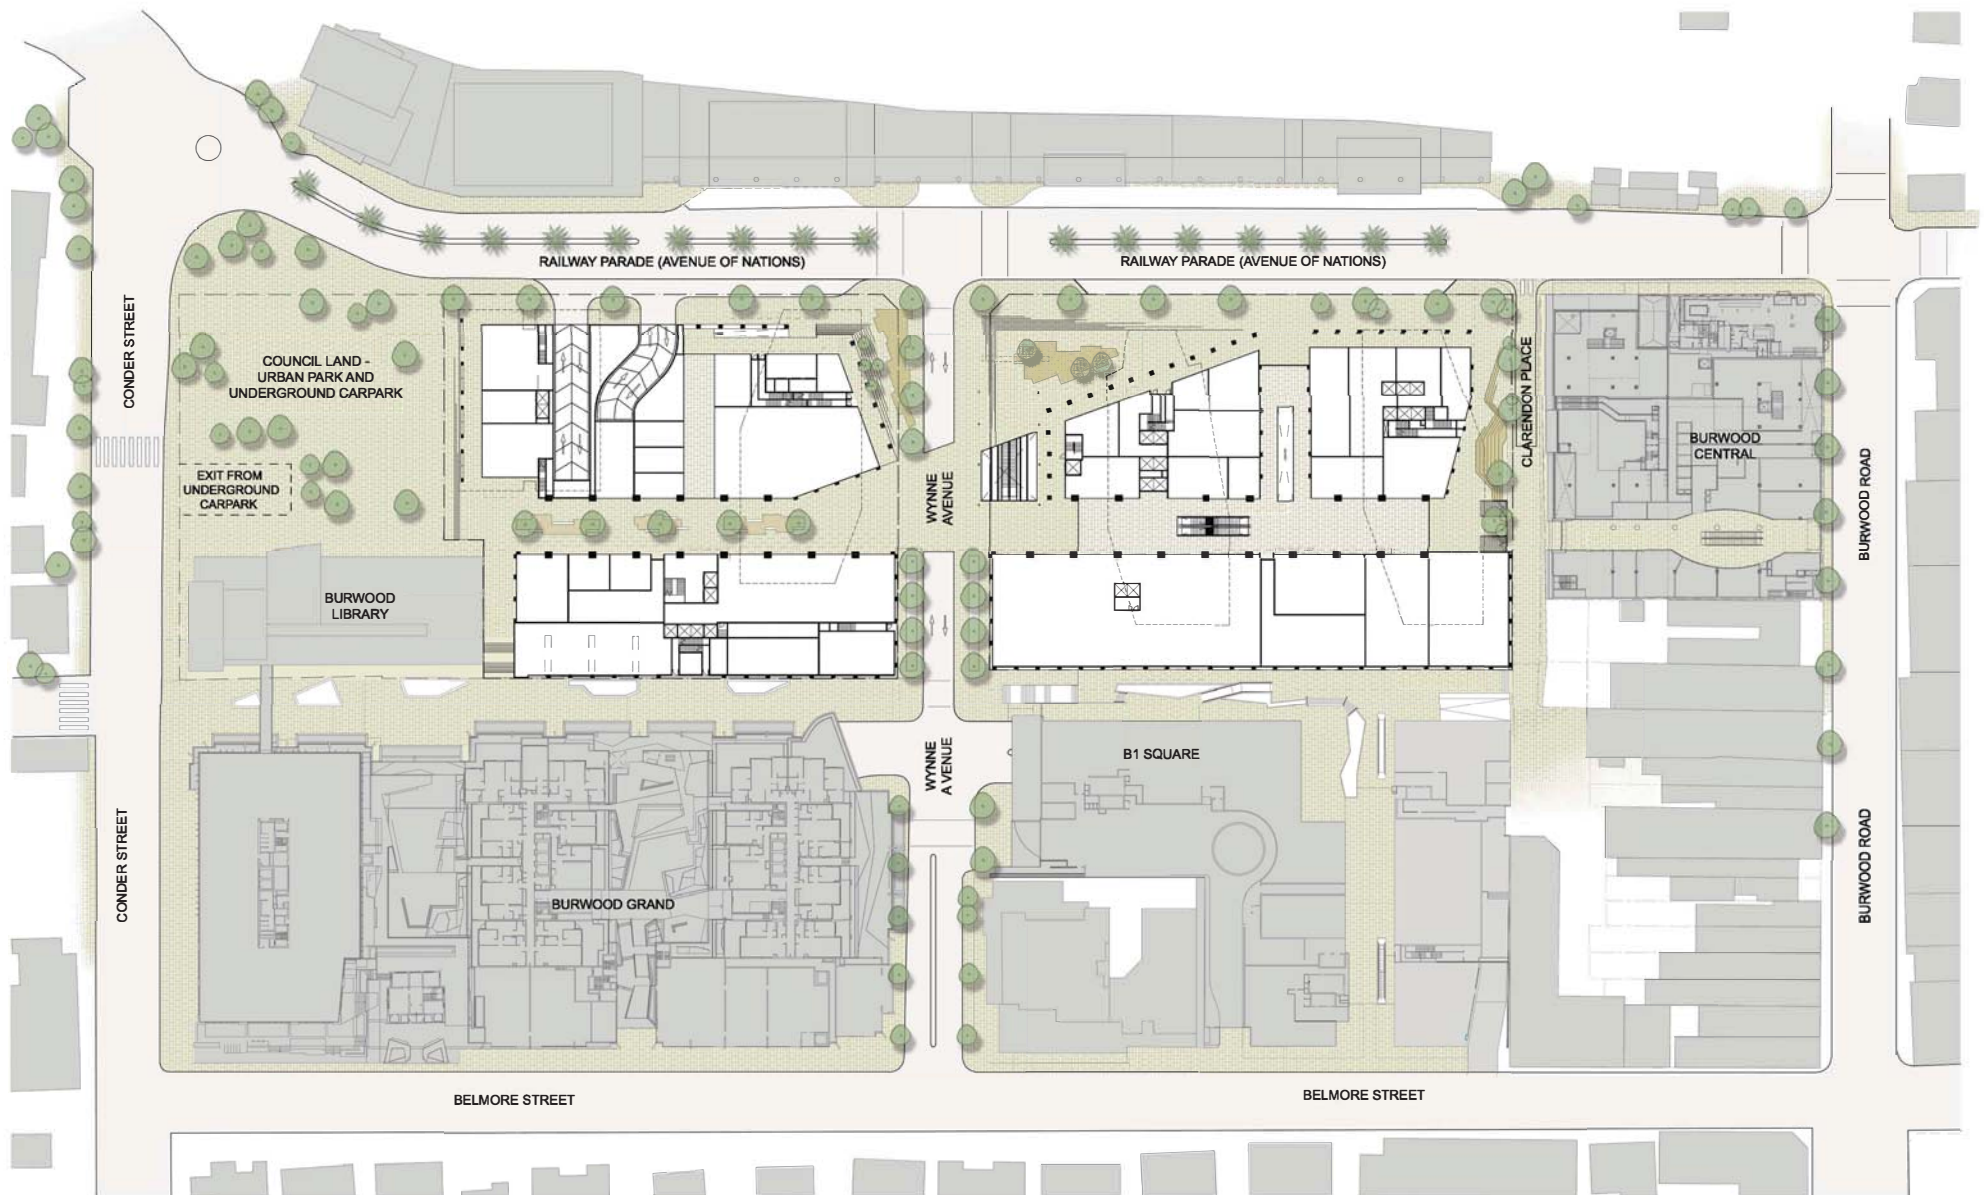 RAILWAY PARADE (AVENUE OF NATIONS)
RAILWAY PARADE (AVENUE OF NATIONS)
CONDER STREET
COUNCIL LAND -
URBAN PARK AND
UNDERGROUND CARPARK
EXIT FROM
UNDERGROUND
CARPARK
WYNNE
AVENUE
CLARENDON PLACE
BURWOOD
CENTRAL
BURWOOD ROAD
BURWOOD
LIBRARY
CONDER STREET
WYNNE
AVENUE
B1 SQUARE
BURWOOD GRAND
BURWOOD ROAD
BELMORE STREET
BELMORE STREET